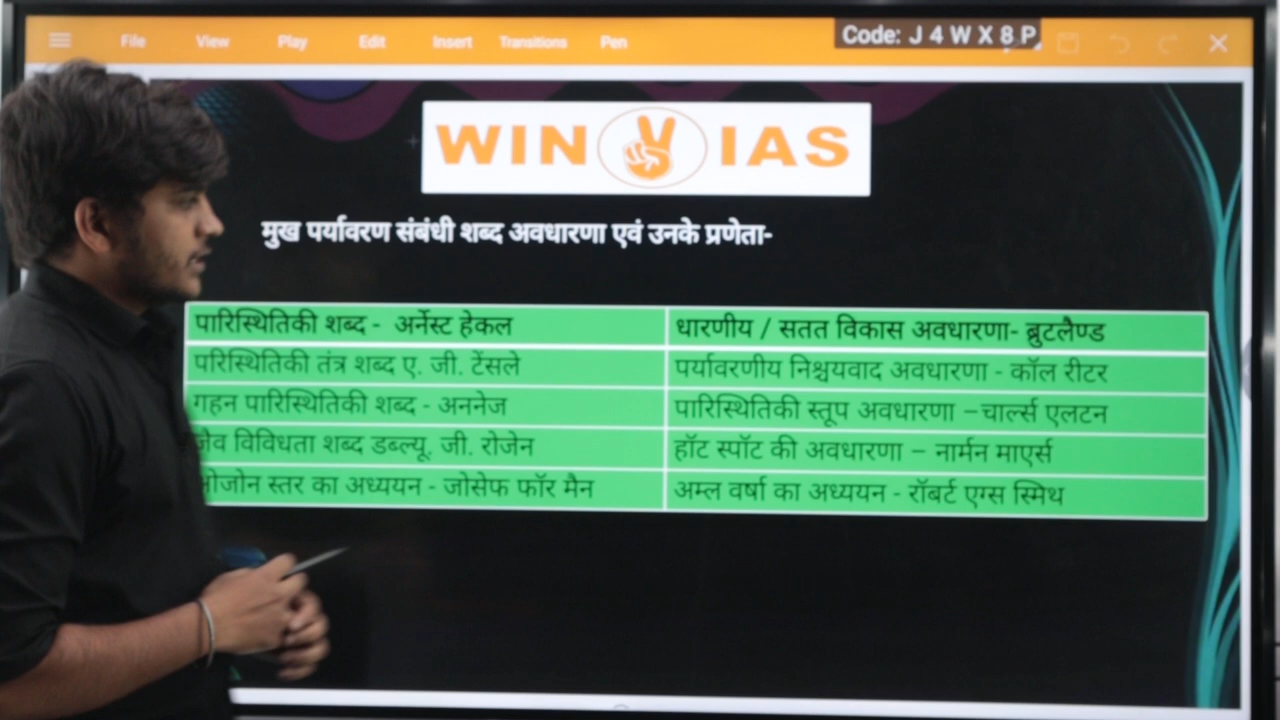 File View Play Edit Insert Transitions Pen
Code: J 4 W X 8 P
WIN IAS
मुख पर्यावरण संबंधी शब्द अवधारणा एवं उनके प्रणेता-
पारिस्थितिकी शब्द - अर्नेस्ट हेकल
धारणीय / सतत विकास अवधारणा- ब्रुटलैण्ड
परिस्थितिकी तंत्र शब्द ए. जी. टेंसले
पर्यावरणीय निश्चयवाद अवधारणा - कॉल रीटर
गहन पारिस्थितिकी शब्द - अननेज
पारिस्थितिकी स्तूप अवधारणा –चार्ल्स एलटन
जैव विविधता शब्द डब्ल्यू. जी. रोजेन
हॉट स्पॉट की अवधारणा – नार्मन माएर्स
ओजोन स्तर का अध्ययन - जोसेफ फॉर मैन
अम्ल वर्षा का अध्ययन - रॉबर्ट एग्स स्मिथ